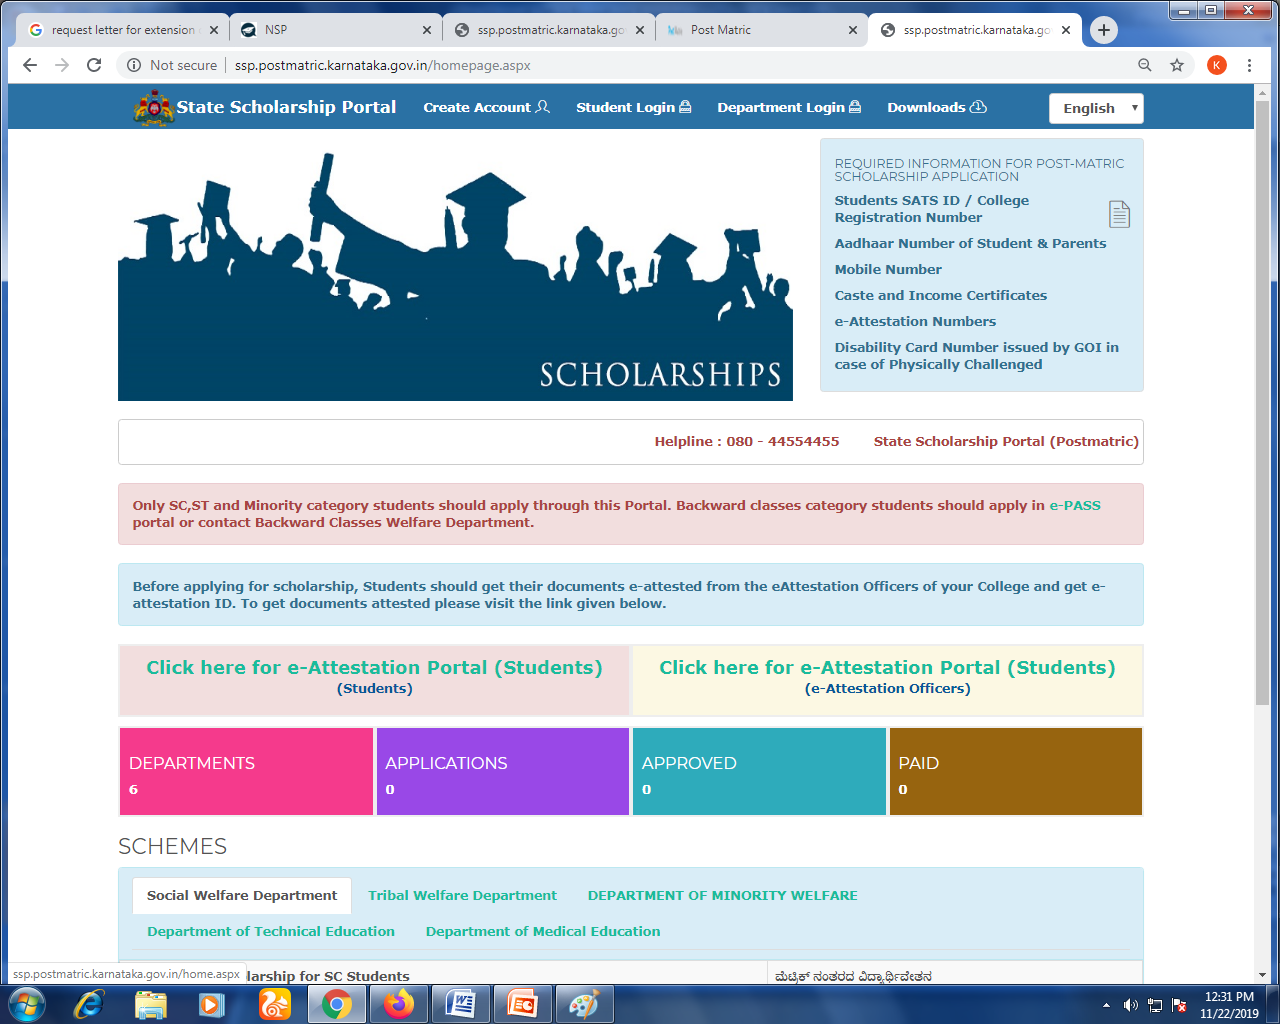 request letter for extension
NSP
ssp.postmatric.karnataka.go
Post Matric
ssp.postmatric.karnataka.go
Not secure
ssp.postmatric.karnataka.gov.in/homepage.aspx
K
State Scholarship Portal
Create Account
Student Login
Department Login
Downloads
English
REQUIRED INFORMATION FOR POST-MATRIC
SCHOLARSHIP APPLICATION
Students SATS ID / College
Registration Number
Aadhaar Number of Student & Parents
Mobile Number
Caste and Income Certificates
e-Attestation Numbers
Disability Card Number issued by GOI in
case of Physically Challenged
SCHOLARSHIPS
Helpline : 080 - 44554455 State Scholarship Portal (Postmatric)
Only SC,ST and Minority category students should apply through this Portal. Backward classes category students should apply in e-PASS
portal or contact Backward Classes Welfare Department.
Before applying for scholarship, Students should get their documents e-attested from the eAttestation Officers of your College and get e-
attestation ID. To get documents attested please visit the link given below.
Click here for e-Attestation Portal (Students)
(Students)
Click here for e-Attestation Portal (Students)
(e-Attestation Officers)
DEPARTMENTS
6
APPLICATIONS
0
APPROVED
0
PAID
0
SCHEMES
Social Welfare Department
Tribal Welfare Department
DEPARTMENT OF MINORITY WELFARE
Department of Technical Education
Department of Medical Education
larship for SC Students
ಮೆಟ್ರಿಕ್ ನಂತರದ ವಿದ್ಯಾರ್ಥಿವೇತನ
ssp.postmatric.karnataka.gov.in/home.aspx
12:31 PM
11/22/2019